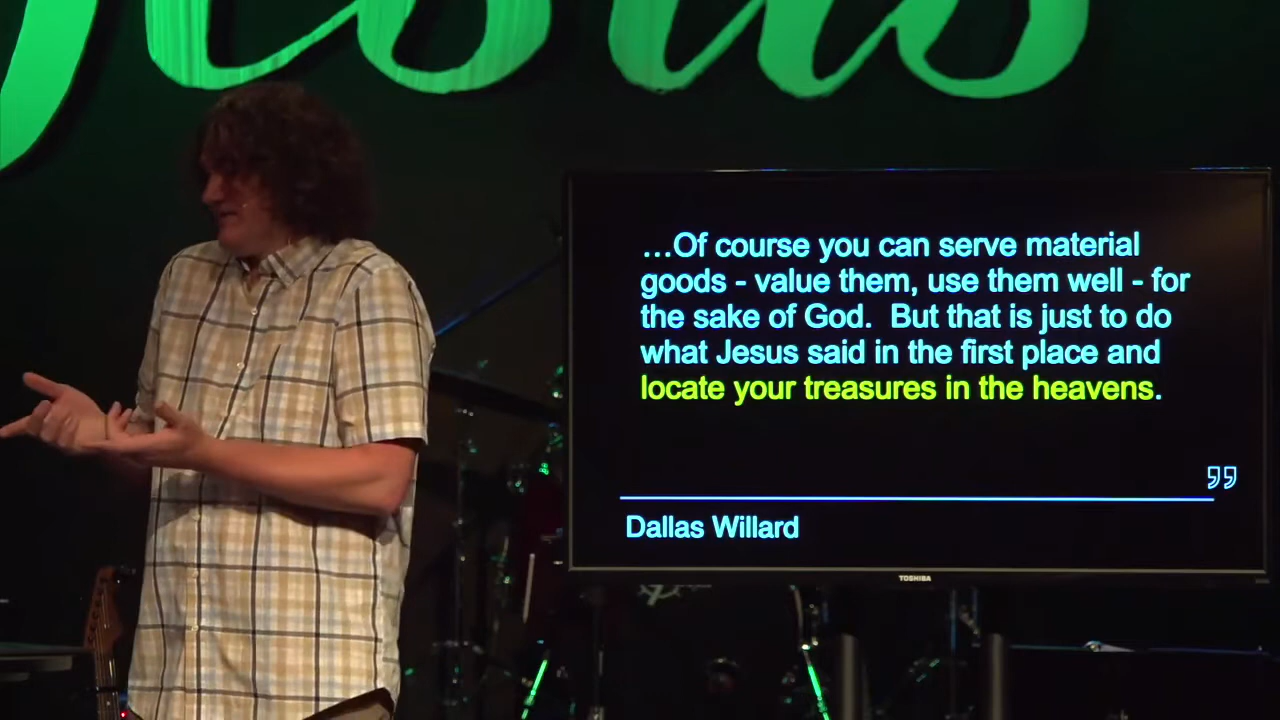 Jesus
…Of course you can serve material
goods - value them, use them well - for
the sake of God.  But that is just to do
what Jesus said in the first place and
locate your treasures in the heavens.
”
Dallas Willard
TOSHIBA